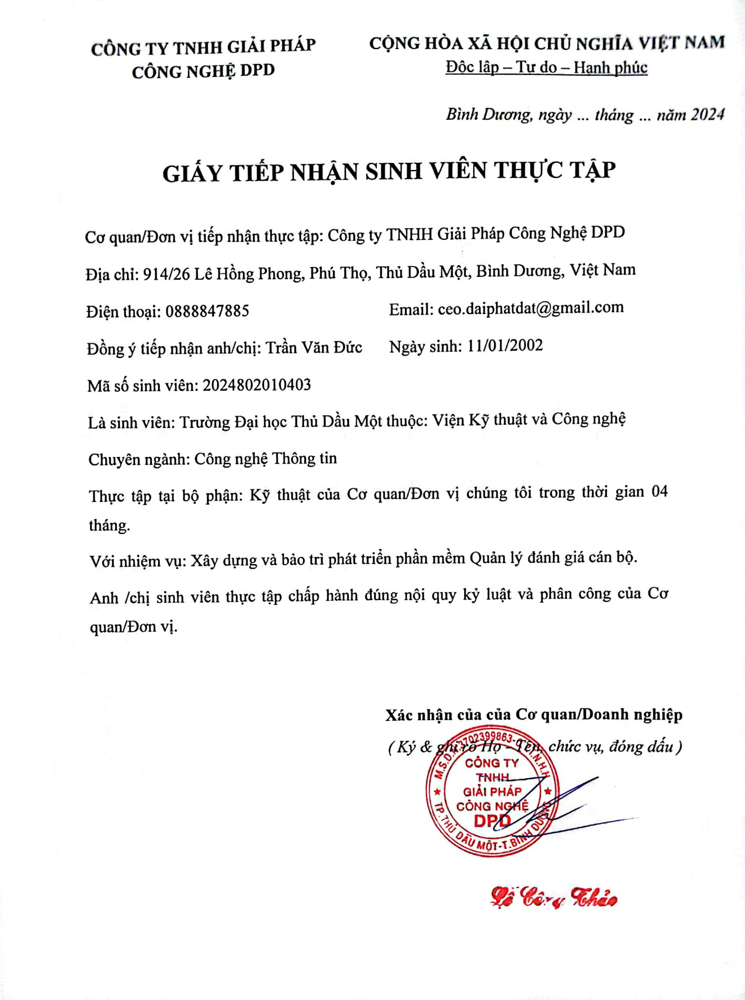 CÔNG TY TNHH GIẢI PHÁP
CÔNG NGHỆ DPD
CỘNG HÒA XÃ HỘI CHỦ NGHĨA VIỆT NAM
Độc lập – Tự do – Hạnh phúc
Bình Dương, ngày ... tháng ... năm 2024
GIẤY TIẾP NHẬN SINH VIÊN THỰC TẬP
Cơ quan/Đơn vị tiếp nhận thực tập: Công ty TNHH Giải Pháp Công Nghệ DPD
Địa chỉ: 914/26 Lê Hồng Phong, Phú Thọ, Thủ Dầu Một, Bình Dương, Việt Nam
Điện thoại: 0888847885 Email: ceo.daiphatdat@gmail.com
Đồng ý tiếp nhận anh/chị: Trần Văn Đức Ngày sinh: 11/01/2002
Mã số sinh viên: 2024802010403
Là sinh viên: Trường Đại học Thủ Dầu Một thuộc: Viện Kỹ thuật và Công nghệ
Chuyên ngành: Công nghệ Thông tin
Thực tập tại bộ phận: Kỹ thuật của Cơ quan/Đơn vị chúng tôi trong thời gian 04
tháng.
Với nhiệm vụ: Xây dựng và bảo trì phát triển phần mềm Quản lý đánh giá cán bộ.
Anh /chị sinh viên thực tập chấp hành đúng nội quy kỷ luật và phân công của Cơ
quan/Đơn vị.
Xác nhận của của Cơ quan/Doanh nghiệp
( Ký & ghi rõ Họ – Tên, chức vụ, đóng dấu )
M.S.D.N:3702399863-C.T.T.N.H.H
CÔNG TY
TNHH
GIẢI PHÁP
CÔNG NGHỆ
DPD
TP.THỦ DẦU MỘT-T.BÌNH DƯƠNG
Công Thảo